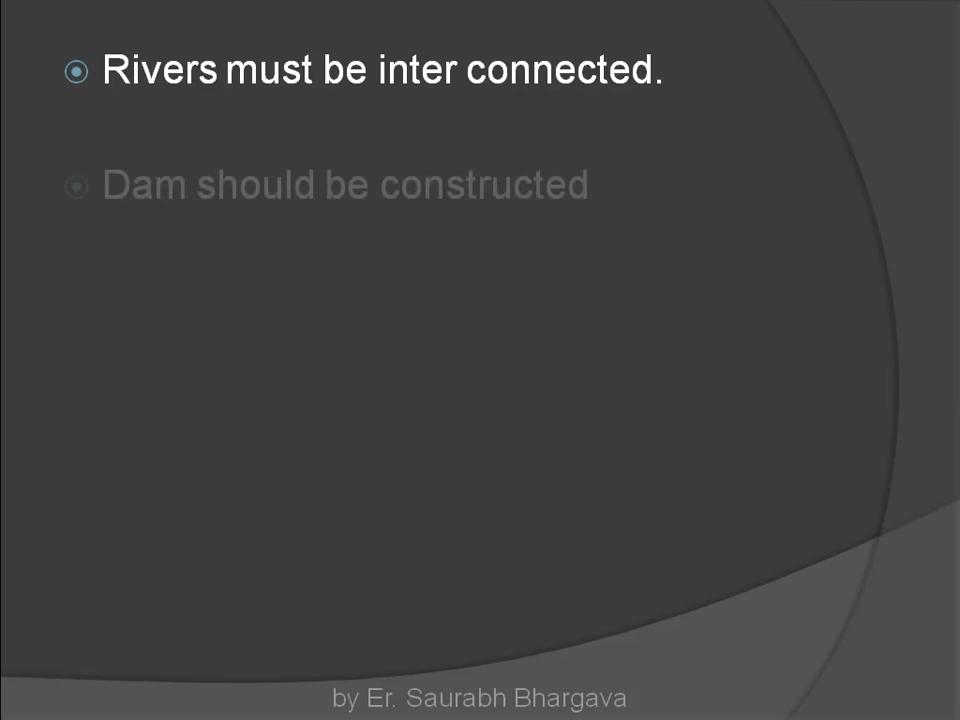 Rivers must be inter connected.
Dam should be constructed
by Er. Saurabh Bhargava